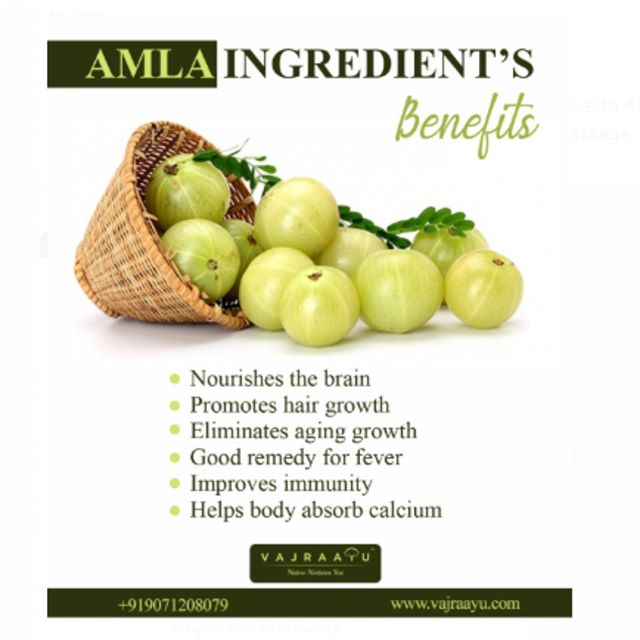 AMLA INGREDIENT'S
Benefits
Nourishes the brain
Promotes hair growth
Eliminates aging growth
Good remedy for fever
Improves immunity
Helps body absorb calcium
VAJRAAYU
+919071208079
www.vajraayu.com